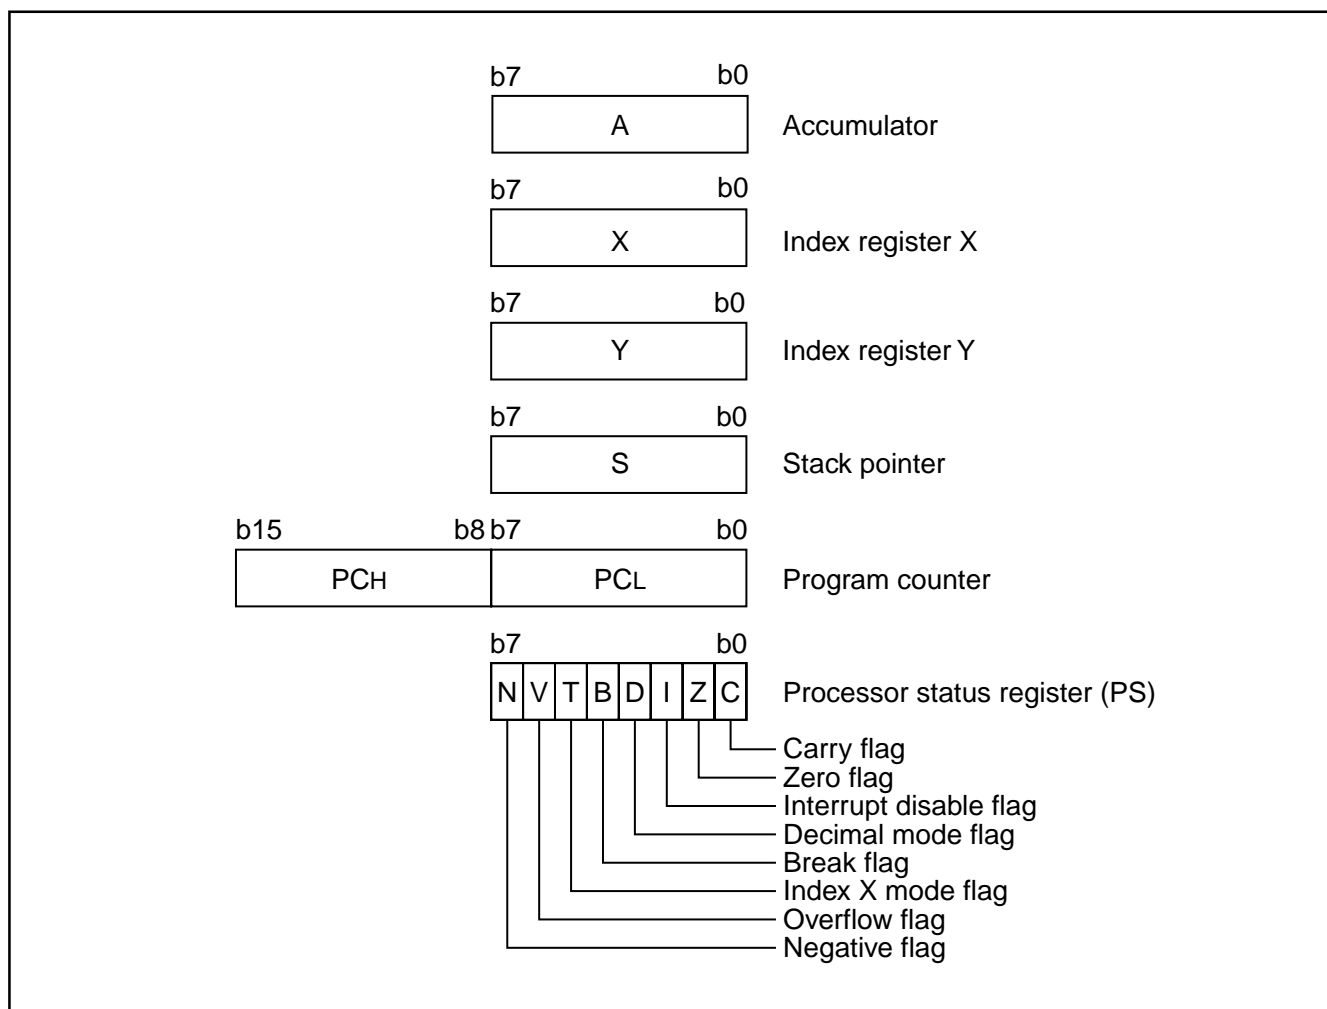 b7 b0
A Accumulator
b7 b0
X Index register X
b7 b0
Y Index register Y
b7 b0
S Stack pointer
b15 b8 b7 b0
PCH PCL Program counter
b7 b0
N V T B D I Z C Processor status register (PS)
Carry flag
Zero flag
Interrupt disable flag
Decimal mode flag
Break flag
Index X mode flag
Overflow flag
Negative flag